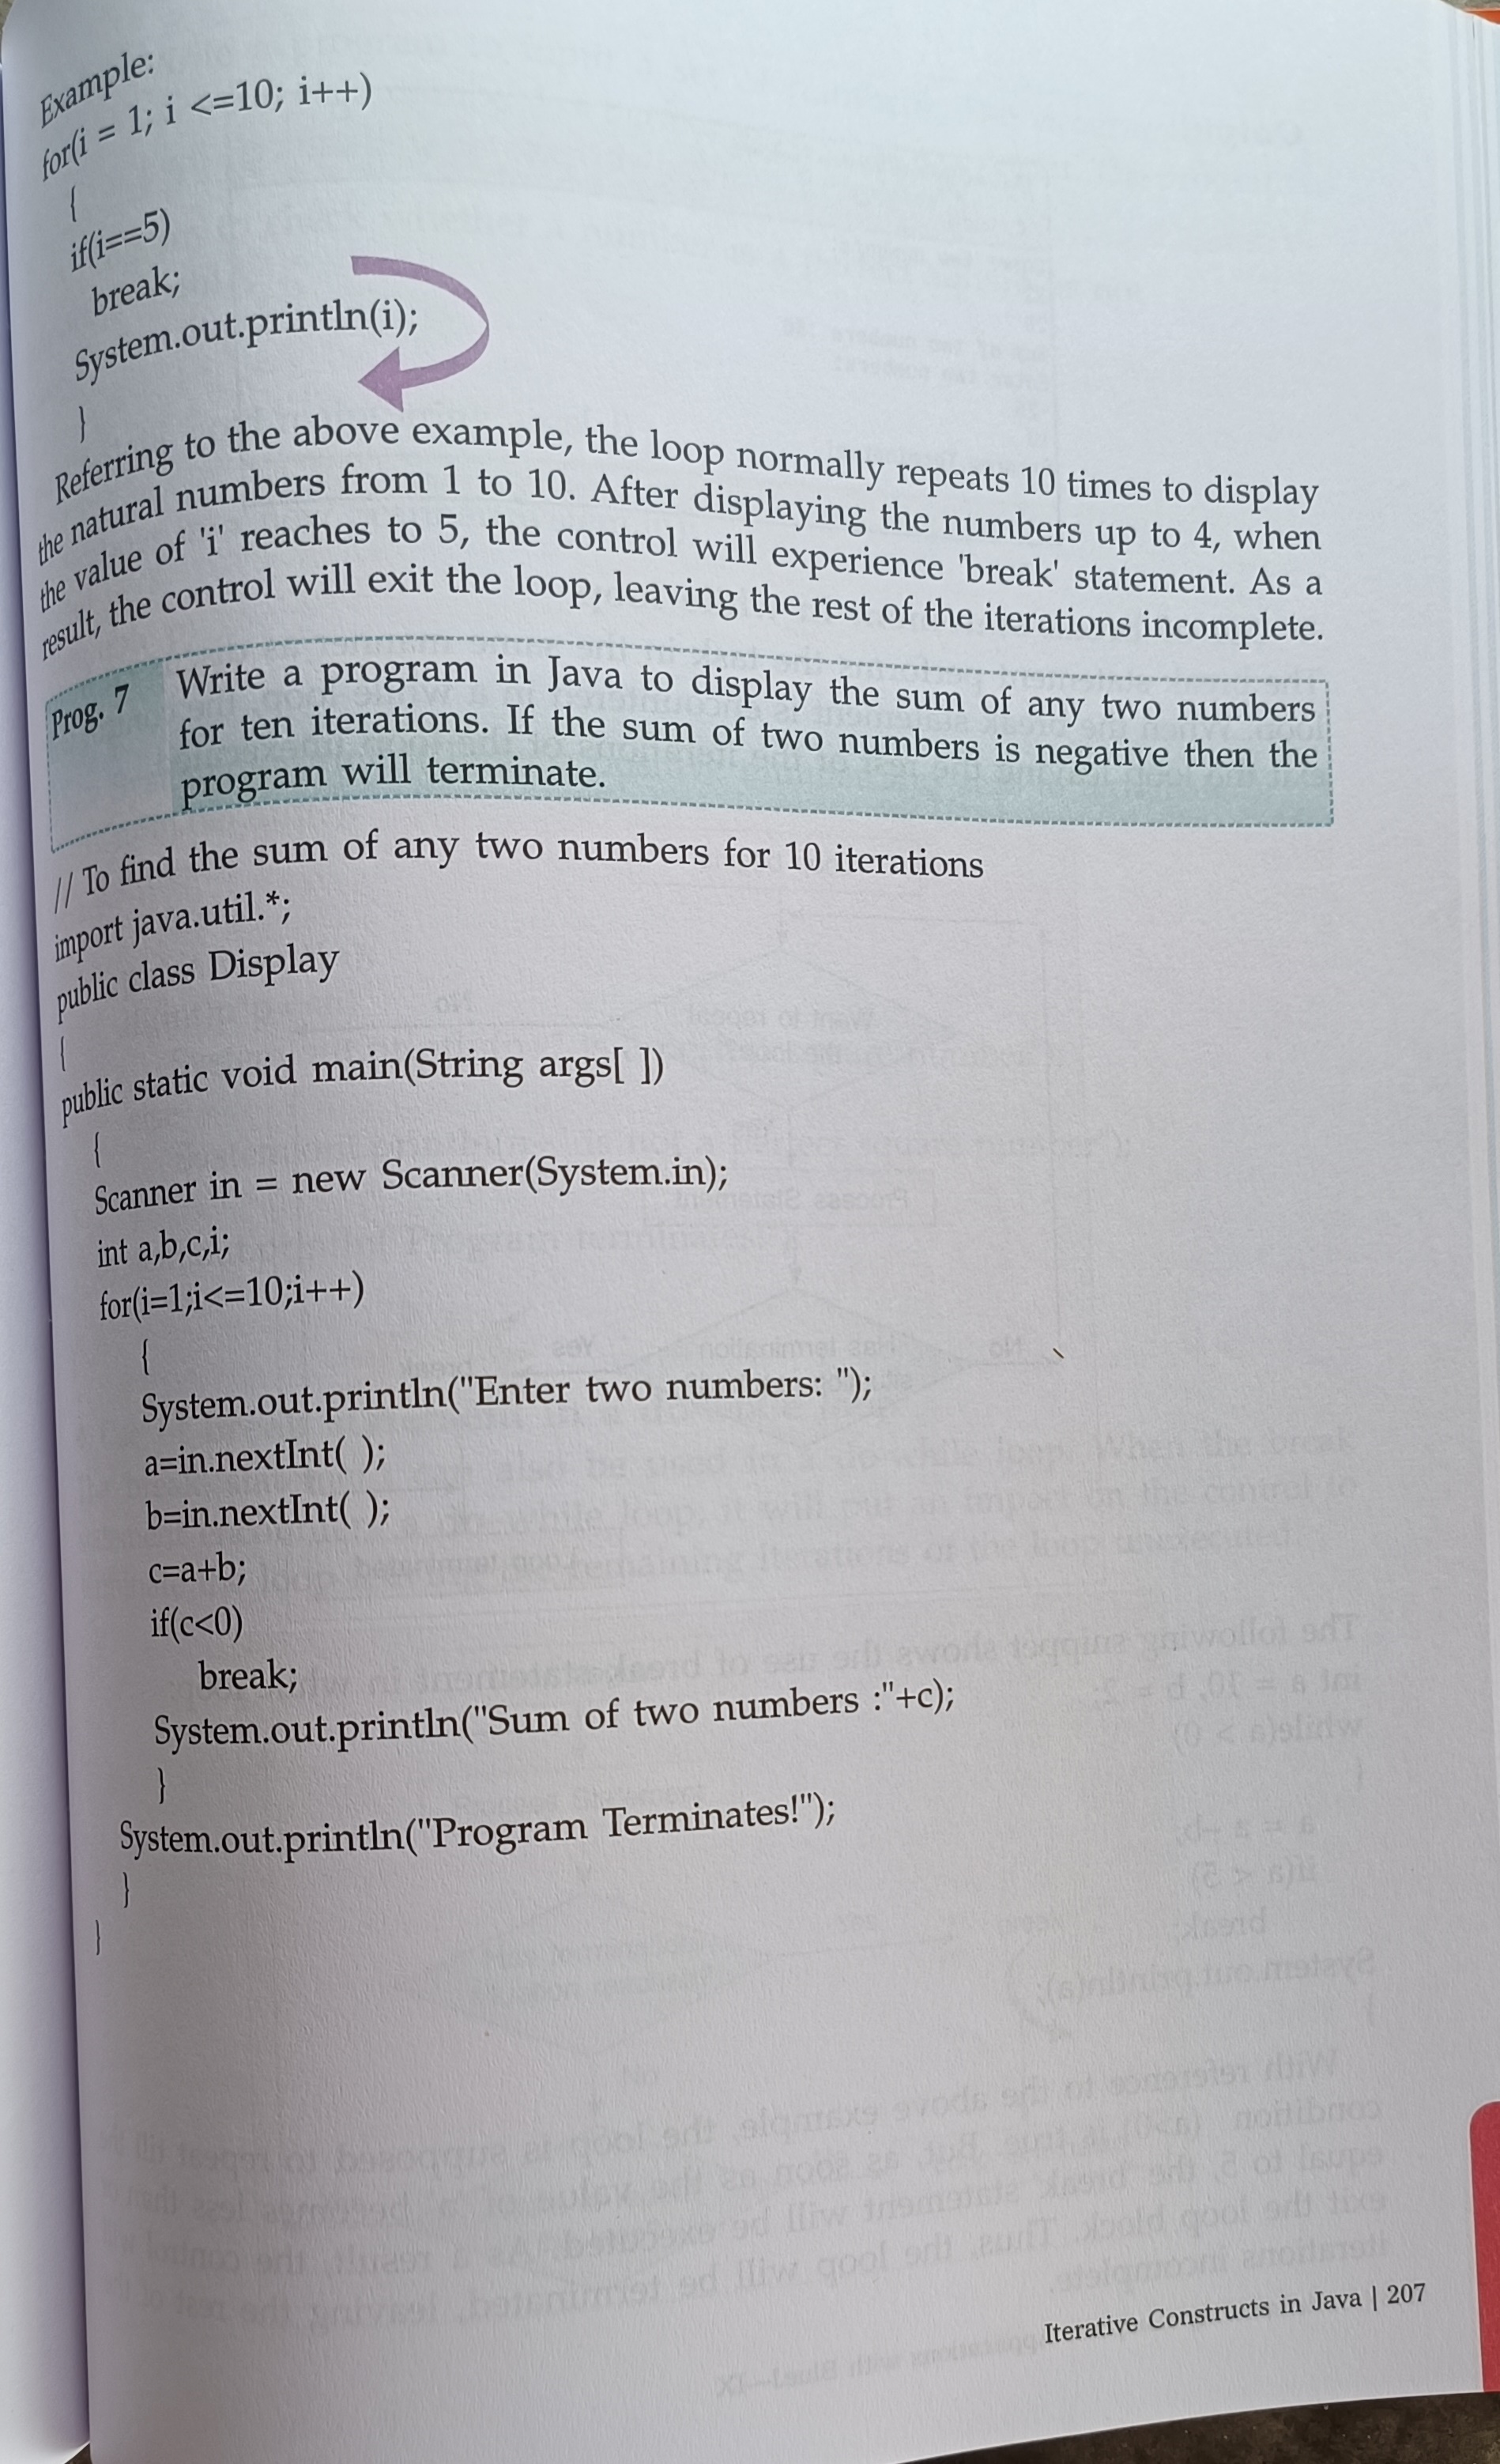 Example:
for(i = 1; i <=10; i++)
{
if(i==5)
break;
System.out.println(i);
}
Referring to the above example, the loop normally repeats 10 times to display
the natural numbers from 1 to 10. After displaying the numbers up to 4, when
the value of 'i' reaches to 5, the control will experience 'break' statement. As a
result, the control will exit the loop, leaving the rest of the iterations incomplete.
Prog. 7 Write a program in Java to display the sum of any two numbers
for ten iterations. If the sum of two numbers is negative then the
program will terminate.
// To find the sum of any two numbers for 10 iterations
import java.util.*;
public class Display
{
public static void main(String args[ ])
{
Scanner in = new Scanner(System.in);
int a,b,c,i;
for(i=1;i<=10;i++)
{
System.out.println("Enter two numbers: ");
a=in.nextInt( );
b=in.nextInt( );
c=a+b;
if(c<0)
break;
System.out.println("Sum of two numbers :"+c);
}
System.out.println("Program Terminates!");
}
}
Iterative Constructs in Java | 207